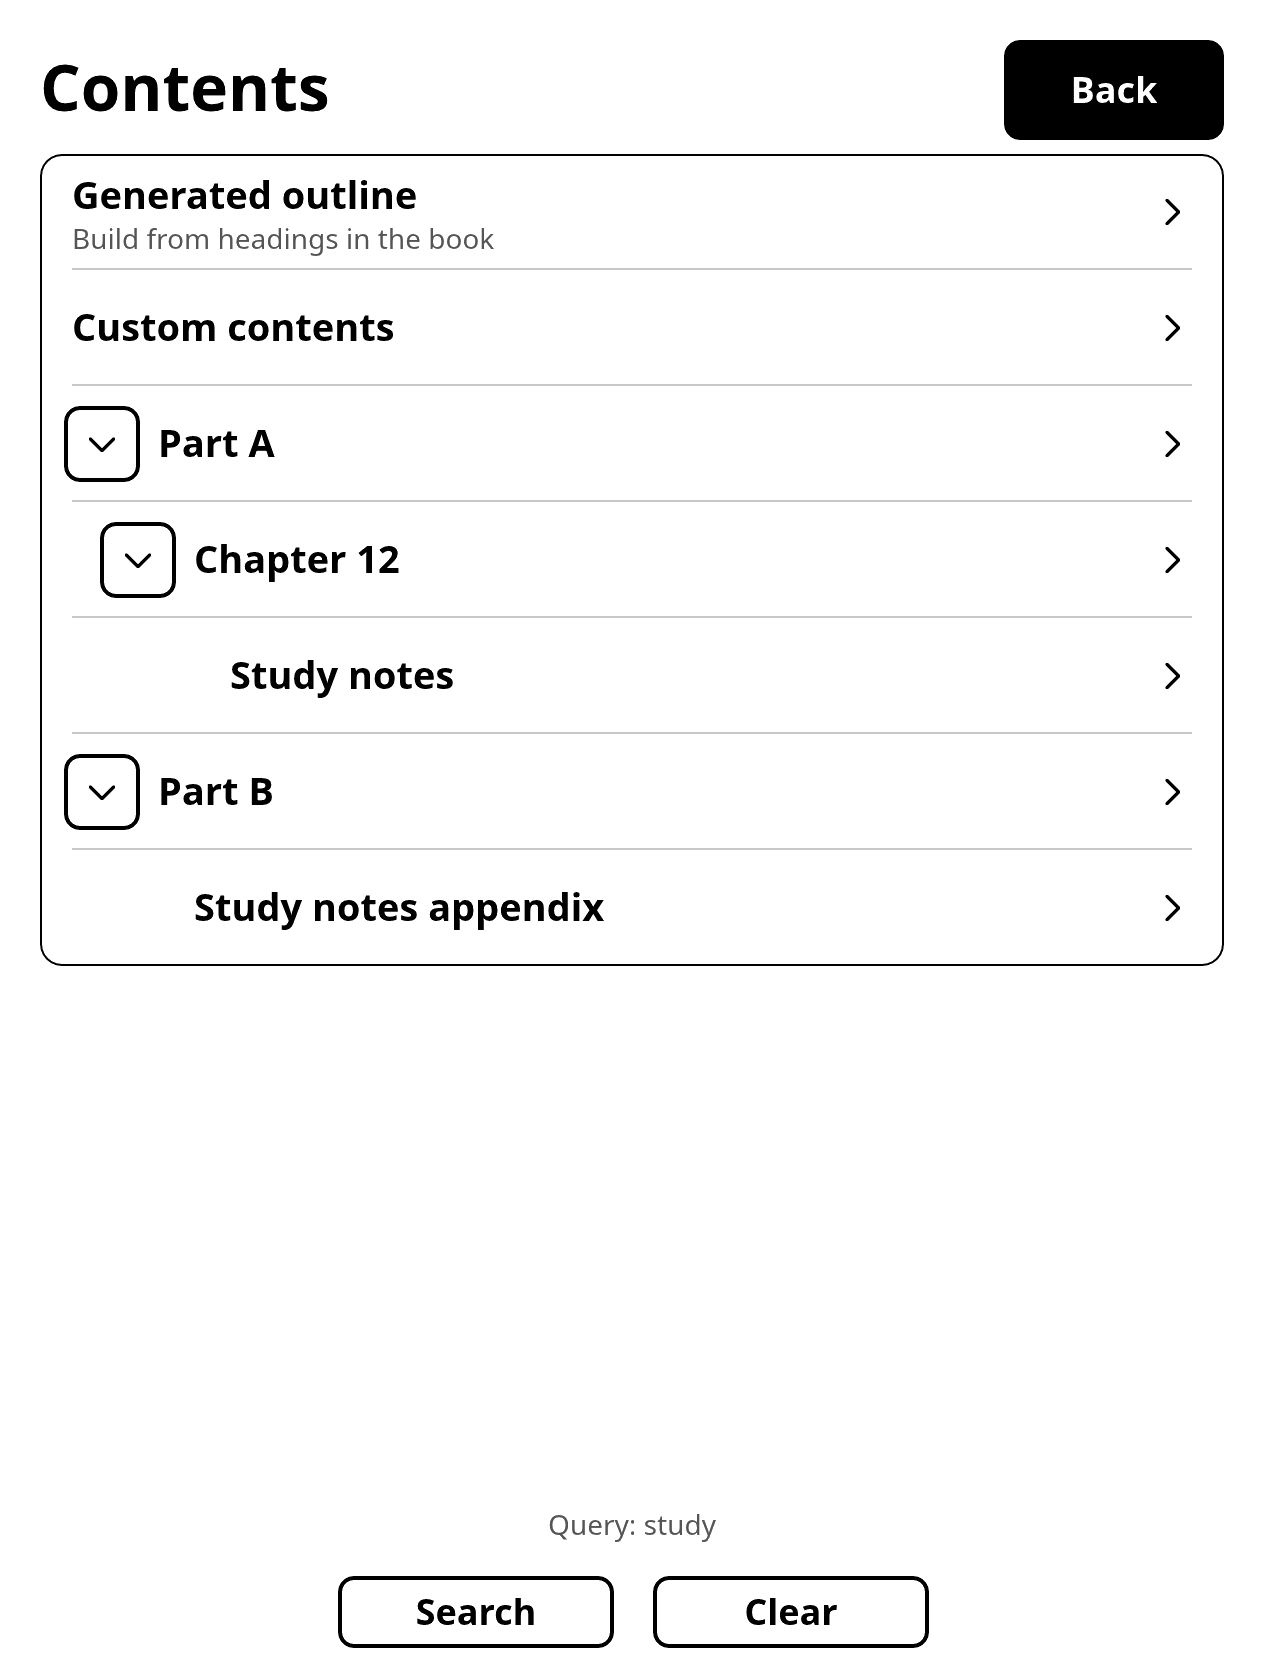 Contents
Back
Generated outline
Build from headings in the book
Custom contents
Part A
Chapter 12
Study notes
Part B
Study notes appendix
Query: study
Search
Clear